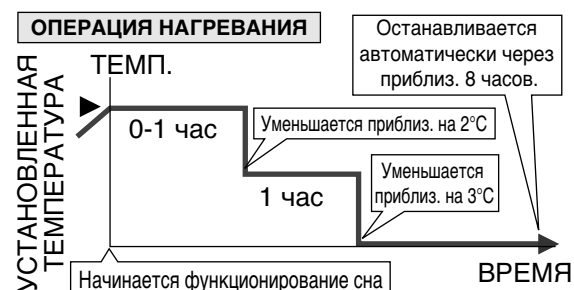 ОПЕРАЦИЯ НАГРЕВАНИЯ
Останавливается
автоматически через
приблиз. 8 часов.
УСТАНОВЛЕННАЯ
ТЕМПЕРАТУРА
ТЕМП.
0-1 час
Уменьшается приблиз. на 2°C
1 час
Уменьшается
приблиз. на 3°C
Начинается функционирование сна
ВРЕМЯ